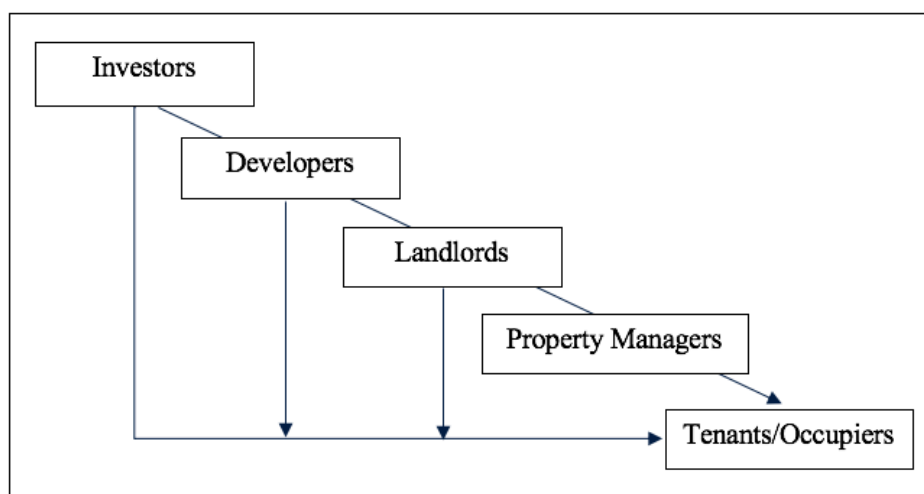 Investors
Developers
Landlords
Property Managers
Tenants/Occupiers